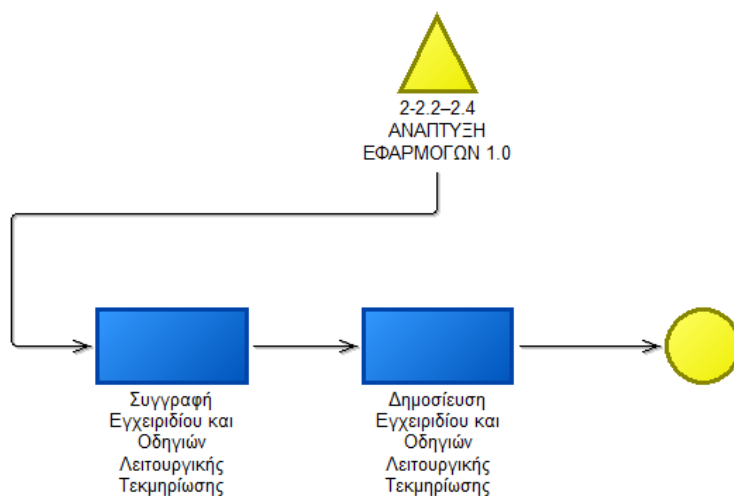 2-2.2–2.4
ΑΝΑΠΤΥΞΗ
ΕΦΑΡΜΟΓΩΝ 1.0
Συγγραφή
Εγχειριδίου και
Οδηγιών
Λειτουργικής
Τεκμηρίωσης
Δημοσίευση
Εγχειριδίου και
Οδηγιών
Λειτουργικής
Τεκμηρίωσης